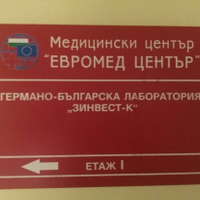 Медицински център
"ЕВРОМЕД ЦЕНТЪР"
ГЕРМАНО-БЪЛГАРСКА ЛАБОРАТОРИЯ
„ЗИНВЕСТ-К"
ЕТАЖ I